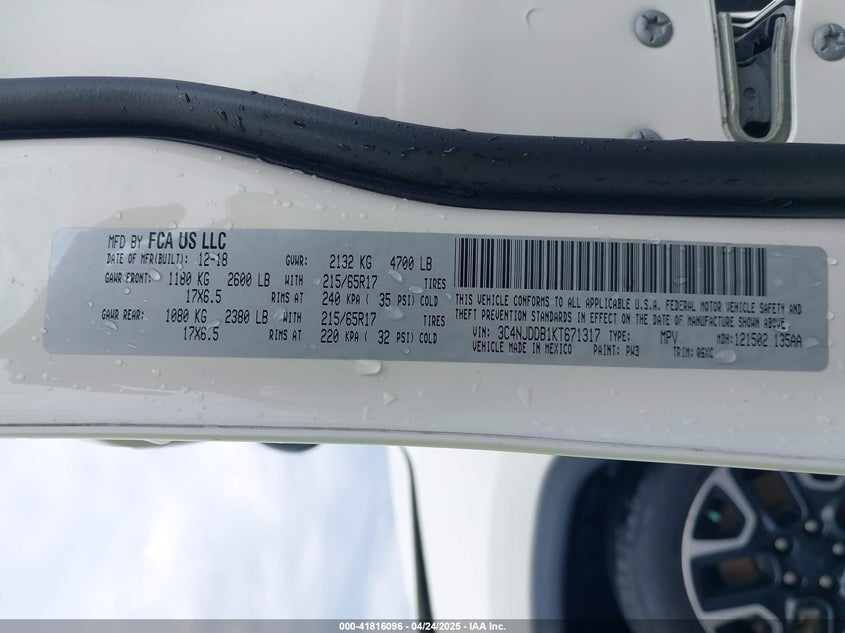 MFD BY FCA US LLC
DATE OF MFR(BUILT): 12-18 GVWR: 2132 KG 4700 LB
GAWR FRONT: 1180 KG 2600 LB WITH 215/65R17 TIRES
17X6.5 RIMS AT 240 KPA ( 35 PSI) COLD
GAWR REAR: 1080 KG 2380 LB WITH 215/65R17 TIRES
17X6.5 RIMS AT 220 KPA ( 32 PSI) COLD
THIS VEHICLE CONFORMS TO ALL APPLICABLE U.S.A. FEDERAL MOTOR VEHICLE SAFETY AND
THEFT PREVENTION STANDARDS IN EFFECT ON THE DATE OF MANUFACTURE SHOWN ABOVE.
VIN: 3C4NJDDB1KT671317 TYPE: MPV MDH:121502 135AA
VEHICLE MADE IN MEXICO PAINT: PW3 TRIM: Q6XC
000-41816096 - 04/24/2025 - IAA Inc.